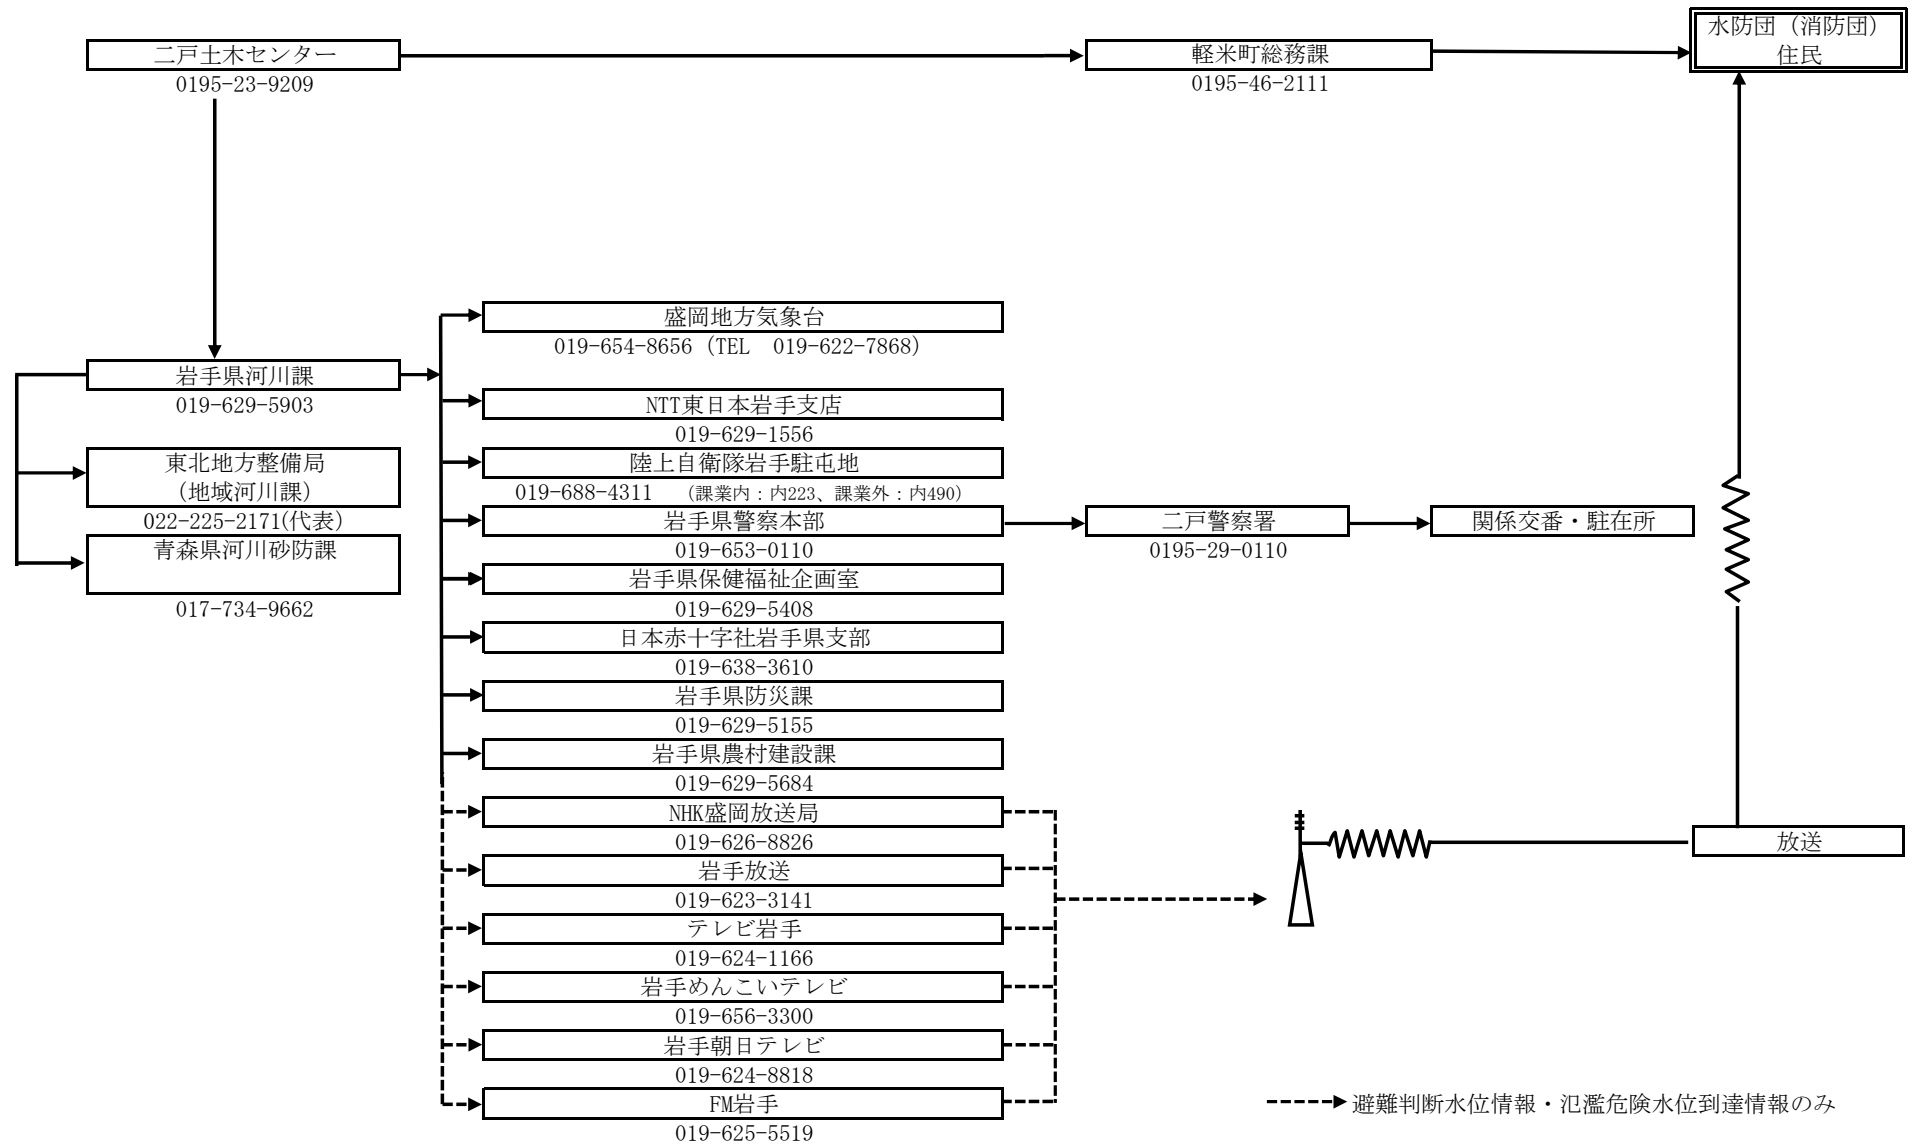 水防団（消防団）
住民
二戸土木センター
0195-23-9209
軽米町総務課
0195-46-2111
岩手県河川課
019-629-5903
東北地方整備局
（地域河川課）
022-225-2171(代表)
青森県河川砂防課
017-734-9662
盛岡地方気象台
019-654-8656（TEL　019-622-7868）
NTT東日本岩手支店
019-629-1556
陸上自衛隊岩手駐屯地
019-688-4311　（課業内：内223、課業外：内490）
岩手県警察本部
019-653-0110
二戸警察署
0195-29-0110
関係交番・駐在所
岩手県保健福祉企画室
019-629-5408
日本赤十字社岩手県支部
019-638-3610
岩手県防災課
019-629-5155
岩手県農村建設課
019-629-5684
NHK盛岡放送局
019-626-8826
岩手放送
019-623-3141
テレビ岩手
019-624-1166
岩手めんこいテレビ
019-656-3300
岩手朝日テレビ
019-624-8818
FM岩手
019-625-5519
放送
避難判断水位情報・氾濫危険水位到達情報のみ